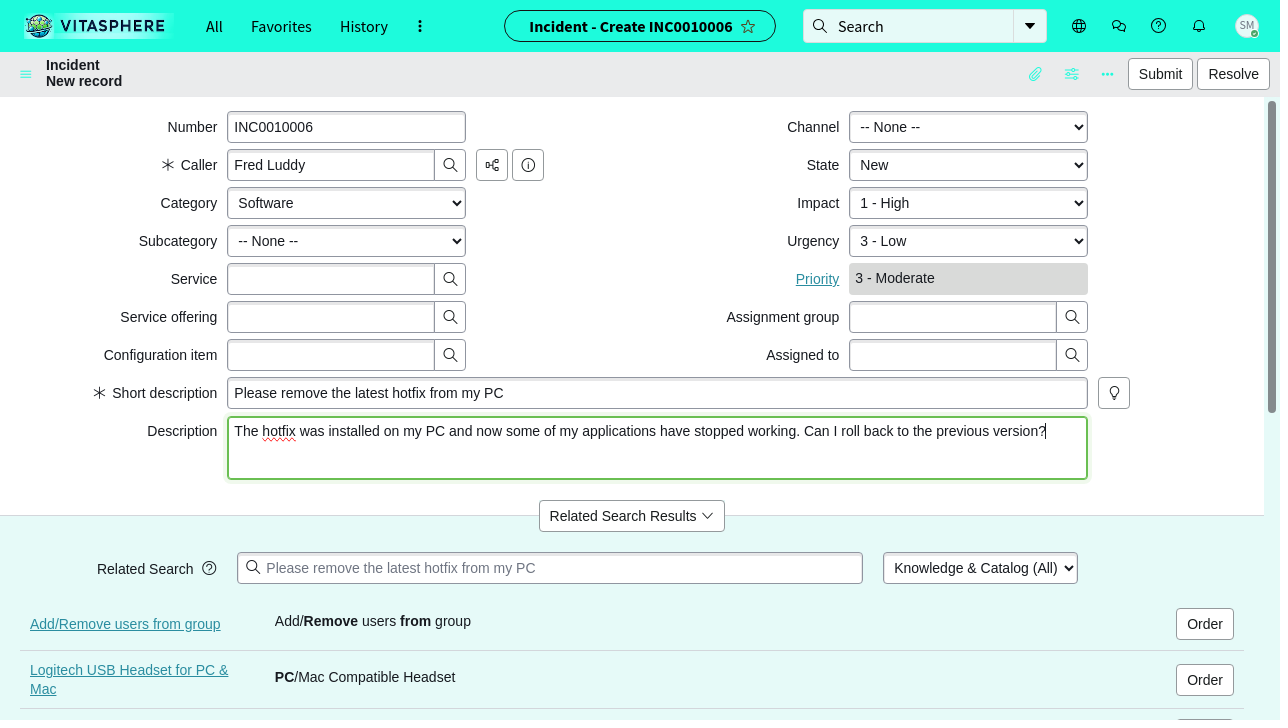 VITASPHERE
All
Favorites
History
Incident - Create INC0010006
Search
SM
Incident
New record
Submit
Resolve
Number
INC0010006
Channel
-- None --
Caller
Fred Luddy
State
New
Category
Software
Impact
1 - High
Subcategory
-- None --
Urgency
3 - Low
Service
Priority
3 - Moderate
Service offering
Assignment group
Configuration item
Assigned to
Short description
Please remove the latest hotfix from my PC
Description
The hotfix was installed on my PC and now some of my applications have stopped working. Can I roll back to the previous version?
Related Search Results
Related Search
Please remove the latest hotfix from my PC
Knowledge & Catalog (All)
Add/Remove users from group
Add/Remove users from group
Order
Logitech USB Headset for PC &
Mac
PC/Mac Compatible Headset
Order